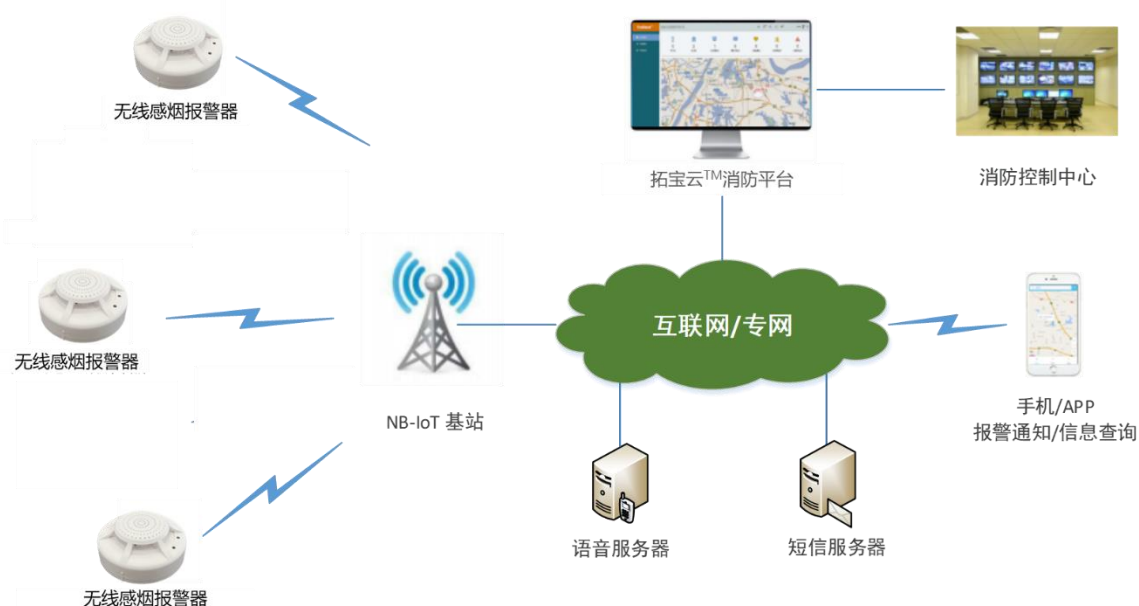 无线感烟报警器
拓宝云TM消防平台
消防控制中心
无线感烟报警器
互联网/专网
NB-IoT 基站
手机/APP
报警通知/信息查询
语音服务器
短信服务器
无线感烟报警器